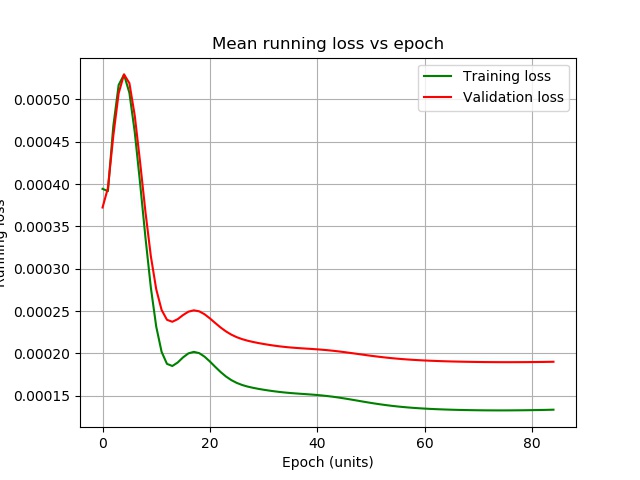 Mean running loss vs epoch
Training loss
Validation loss
0.00050
0.00045
0.00040
0.00035
0.00030
0.00025
0.00020
0.00015
Running loss
0 20 40 60 80
Epoch (units)